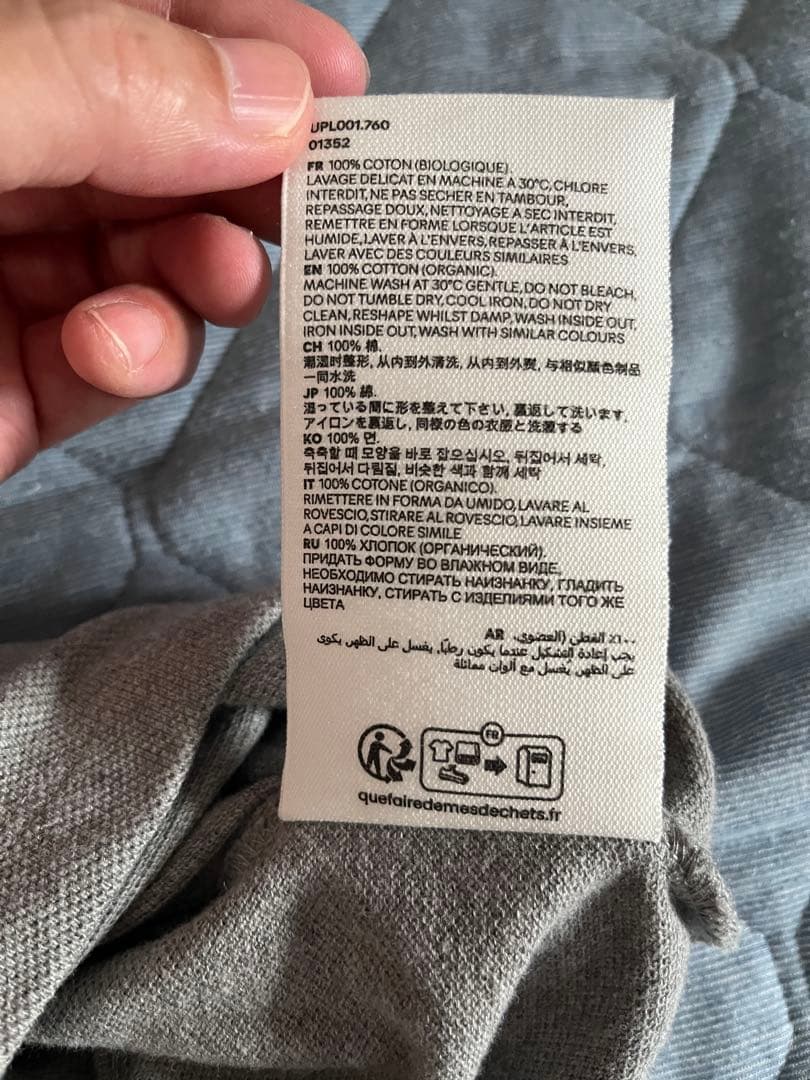 UPL001.760
01352
FR 100% COTON (BIOLOGIQUE).
LAVAGE DELICAT EN MACHINE A 30°C, CHLORE
INTERDIT, NE PAS SECHER EN TAMBOUR,
REPASSAGE DOUX, NETTOYAGE A SEC INTERDIT,
REMETTRE EN FORME LORSQUE L'ARTICLE EST
HUMIDE, LAVER À L'ENVERS, REPASSER À L'ENVERS,
LAVER AVEC DES COULEURS SIMILAIRES
EN 100% COTTON (ORGANIC).
MACHINE WASH AT 30°C GENTLE, DO NOT BLEACH,
DO NOT TUMBLE DRY, COOL IRON, DO NOT DRY
CLEAN, RESHAPE WHILST DAMP, WASH INSIDE OUT,
IRON INSIDE OUT, WASH WITH SIMILAR COLOURS
CH 100% 棉.
潮湿时整形, 从内到外清洗, 从内到外熨, 与相似颜色制品
一同水洗
JP 100% 綿.
湿っている間に形を整えて下さい, 裏返して洗います,
アイロンを裏返し, 同様の色の衣服と洗濯する
KO 100% 면.
축축할 때 모양을 바로 잡으십시오, 뒤집어서 세탁,
뒤집어서 다림질, 비슷한 색과 함께 세탁
IT 100% COTONE (ORGANICO).
RIMETTERE IN FORMA DA UMIDO, LAVARE AL
ROVESCIO, STIRARE AL ROVESCIO, LAVARE INSIEME
A CAPI DI COLORE SIMILE
RU 100% ХЛОПОК (ОРГАНИЧЕСКИЙ).
ПРИДАТЬ ФОРМУ ВО ВЛАЖНОМ ВИДЕ,
НЕОБХОДИМО СТИРАТЬ НАИЗНАНКУ, ГЛАДИТЬ
НАИЗНАНКУ, СТИРАТЬ С ИЗДЕЛИЯМИ ТОГО ЖЕ
ЦВЕТА
AR ١٠٠٪ القطن (العضوي).
يجب إعادة التشكيل عندما يكون رطبًا, يغسل على الظهر, يكوى
على الظهر, يُغسل مع ألوان مماثلة
FR
quefairedemesdechets.fr